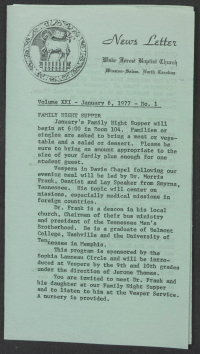 News Letter
Wake Forest Baptist Church
Winston-Salem, North Carolina
Volume XXI - January 6, 1977 - No. 1
FAMILY NIGHT SUPPER
January's Family Night Supper will
begin at 6:00 in Room 104. Families or
singles are asked to bring a meat or vege-
table and a salad or dessert. Please be
sure to bring an amount appropriate to the
size of your family plus enough for one
student guest.
Vespers in Davis Chapel following our
evening meal will be led by Dr. Morris
Frank, Dentist and Lay Speaker from Smyrna,
Tennessee. His topic will center on
missions, especially medical missions in
foreign countries.
Dr. Frank is a deacon in his local
church, Chairman of their bus ministry
and president of the Tennessee Men's
Brotherhood. He is a graduate of Belmont
College, Nashville and the University of
Tennessee in Memphis.
This program is sponsored by the
Sophia Lanneau Circle and will be intro-
duced at Vespers by the 9th and 10th grades
under the direction of Jerome Thomas.
You are invited to meet Dr. Frank and
his daughter at our Family Night Supper
and to listen to him at the Vesper Service.
A nursery is provided.